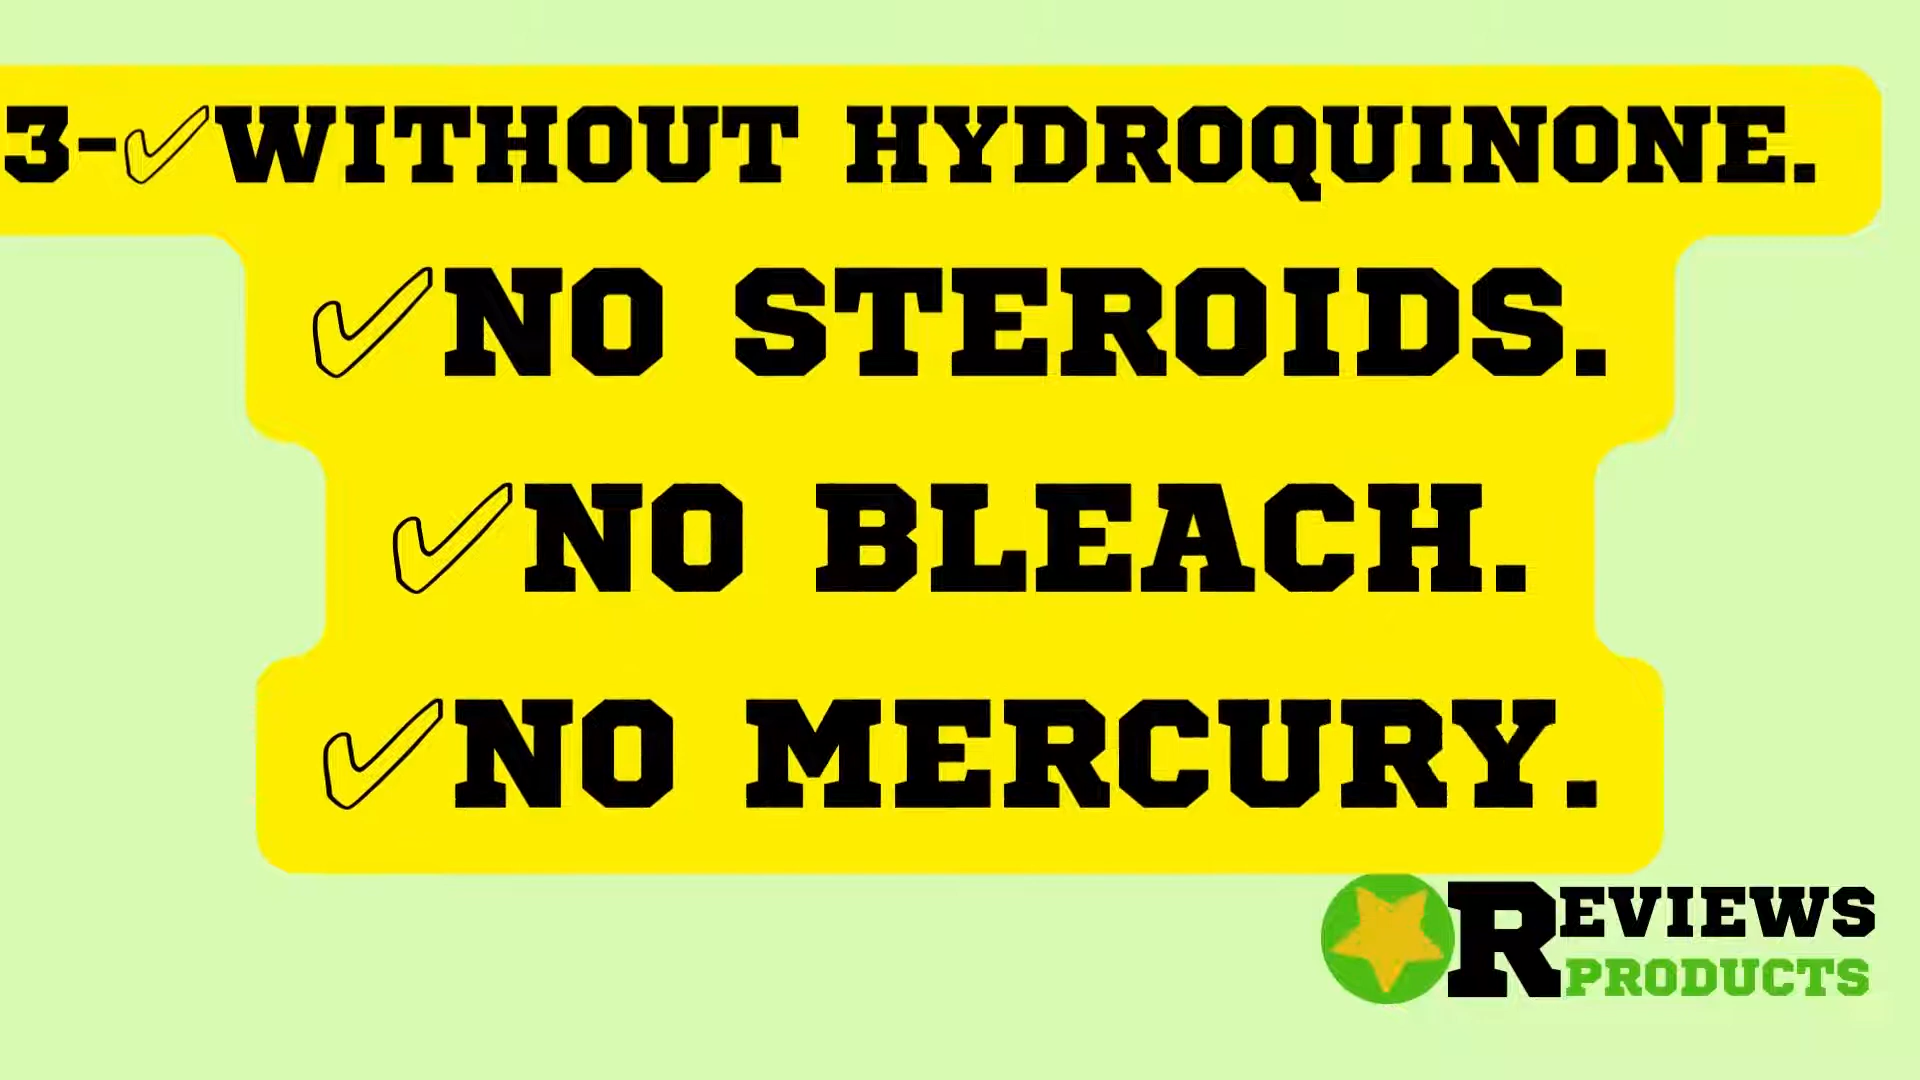 3-✓WITHOUT HYDROQUINONE.
✓NO STEROIDS.
✓NO BLEACH.
✓NO MERCURY.
REVIEWS
PRODUCTS